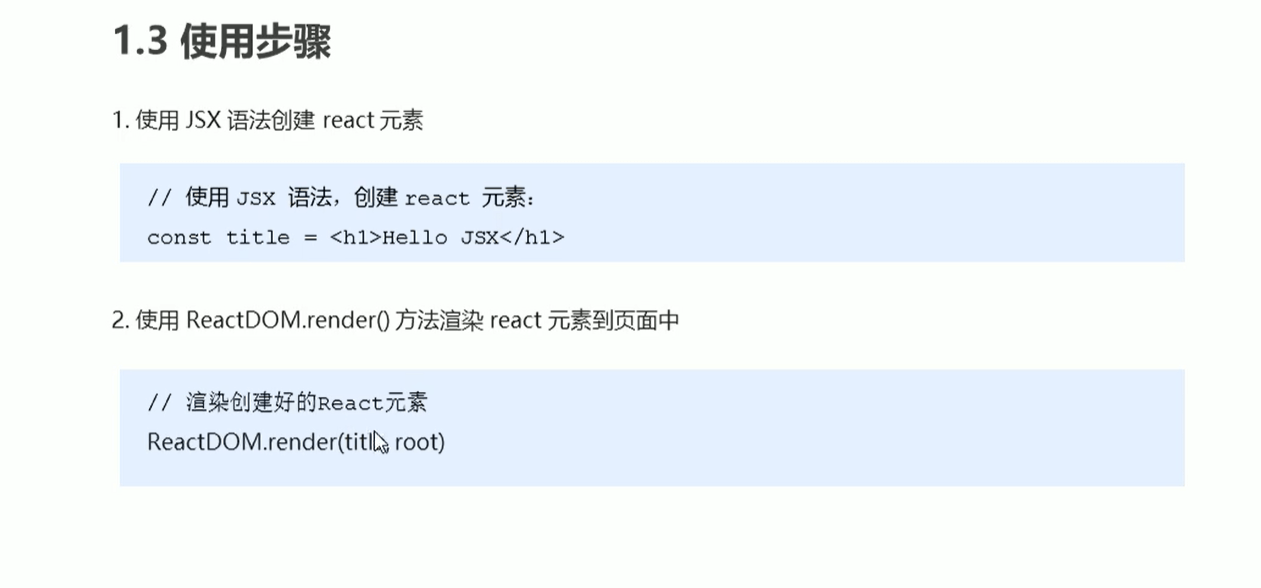 1.3 使用步骤
1. 使用 JSX 语法创建 react 元素
// 使用 JSX 语法，创建 react 元素：
const title = <h1>Hello JSX</h1>
2. 使用 ReactDOM.render() 方法渲染 react 元素到页面中
// 渲染创建好的React元素
ReactDOM.render(title, root)